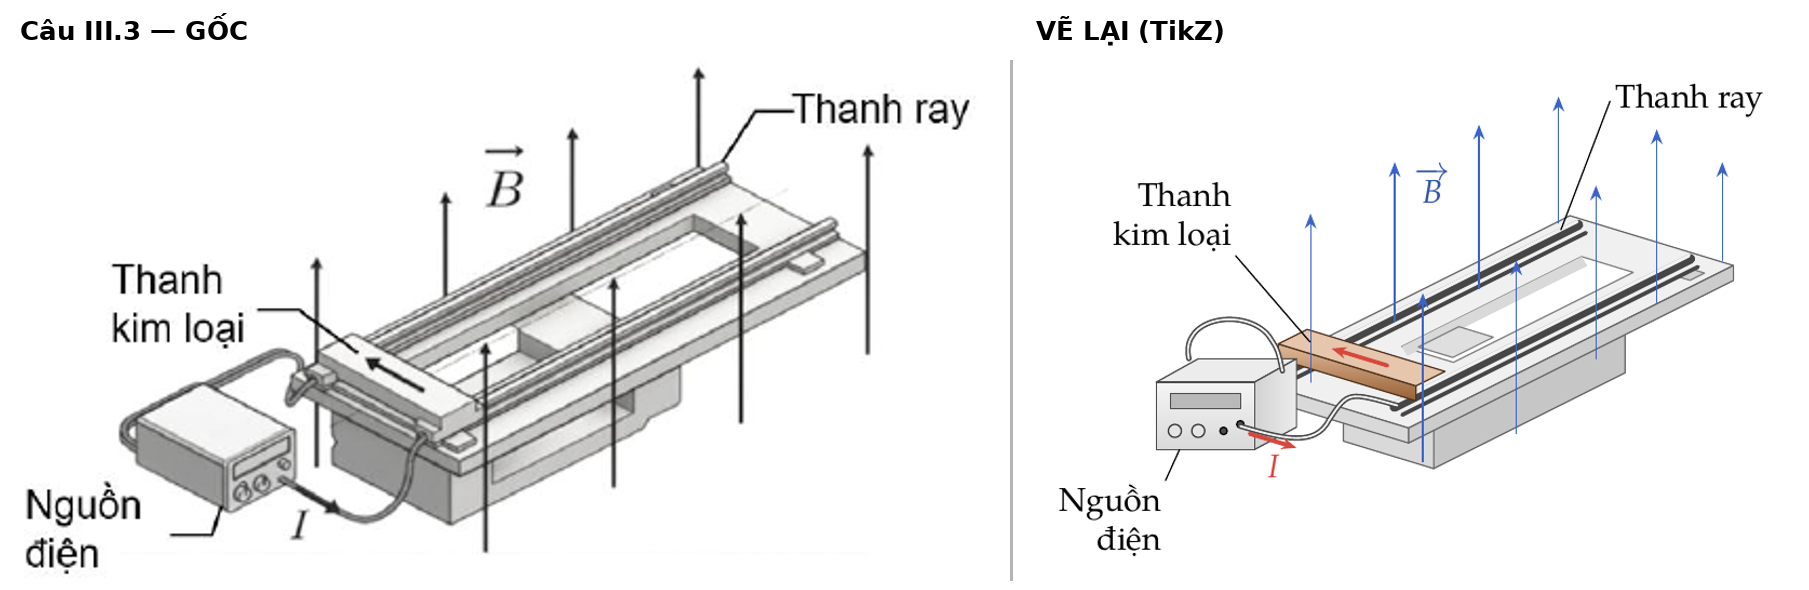 Câu III.3 — GỐC
Thanh ray
B
Thanh
kim loại
Nguồn
điện
I
VẼ LẠI (TikZ)
Thanh ray
Thanh
kim loại
B
I
Nguồn
điện